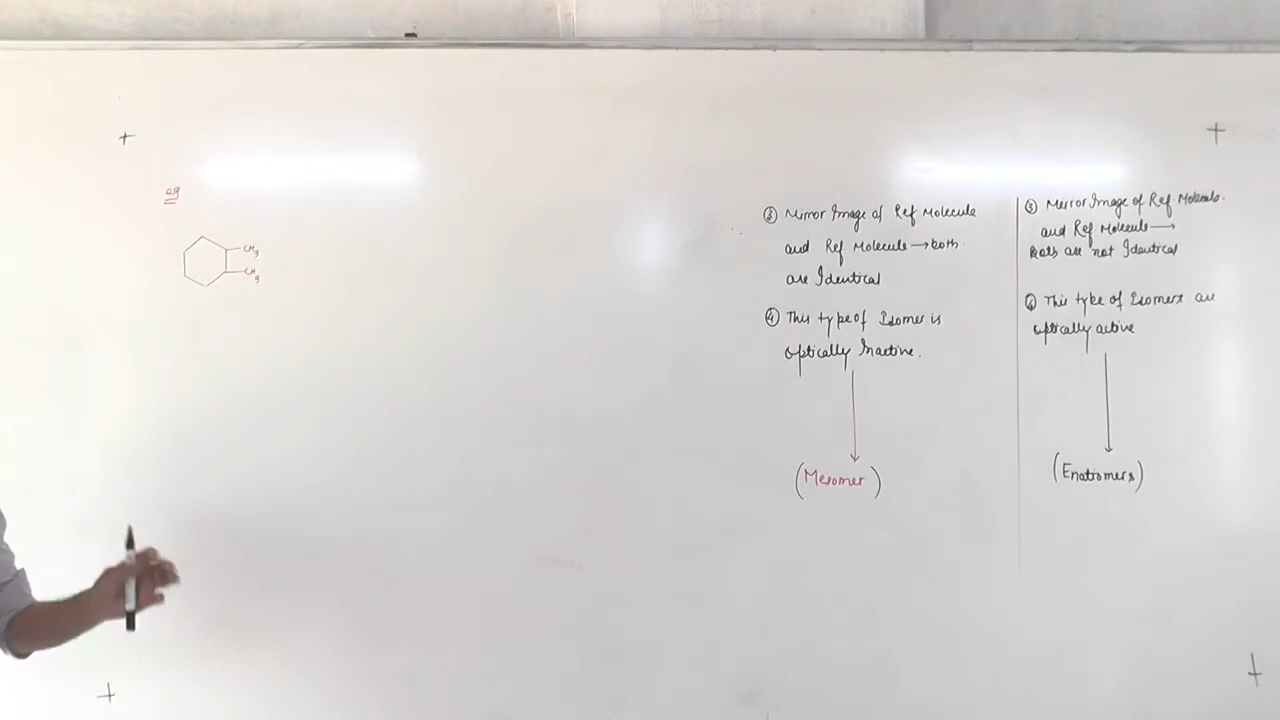 eg
CH3
CH3
③ Mirror Image of Ref Molecule
and Ref Molecule → both
are Identical
④ This type of Isomer is
optically Inactive.
(Mesomer)
③ Mirror Image of Ref. Molecule.
and Ref Molecule →
Both are not Identical
④ This type of Isomers are
optically active
(Enatiomers)